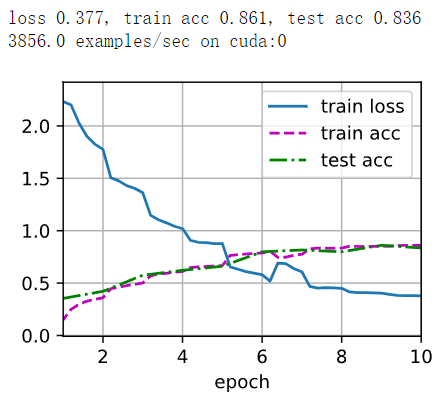 loss 0.377, train acc 0.861, test acc 0.836
3856.0 examples/sec on cuda:0
train loss
train acc
test acc
2.0
1.5
1.0
0.5
0.0
2 4 6 8 10
epoch